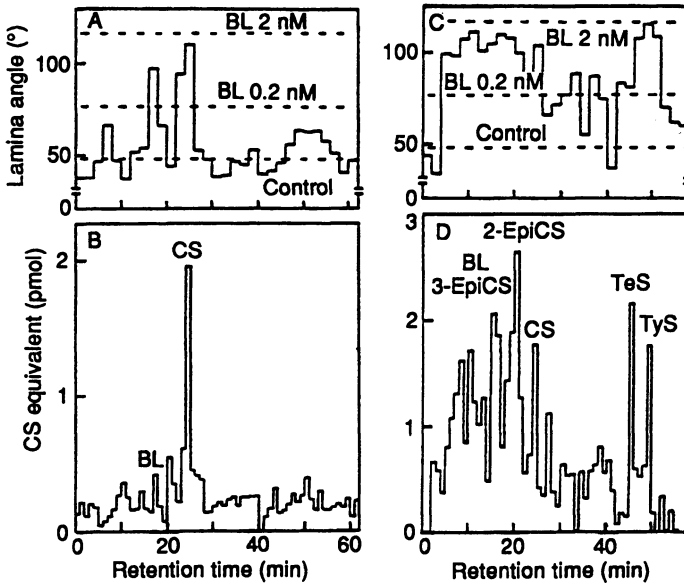 A
BL 2 nM
BL 0.2 nM
Control
Lamina angle (°)
100
50
0
C
BL 2 nM
BL 0.2 nM
Control
100
50
0
B
CS
BL
CS equivalent (pmol)
2
1
0
0 20 40 60
Retention time (min)
D
2-EpiCS
BL
3-EpiCS
CS
TeS
TyS
3
2
1
0
0 20 40
Retention time (min)